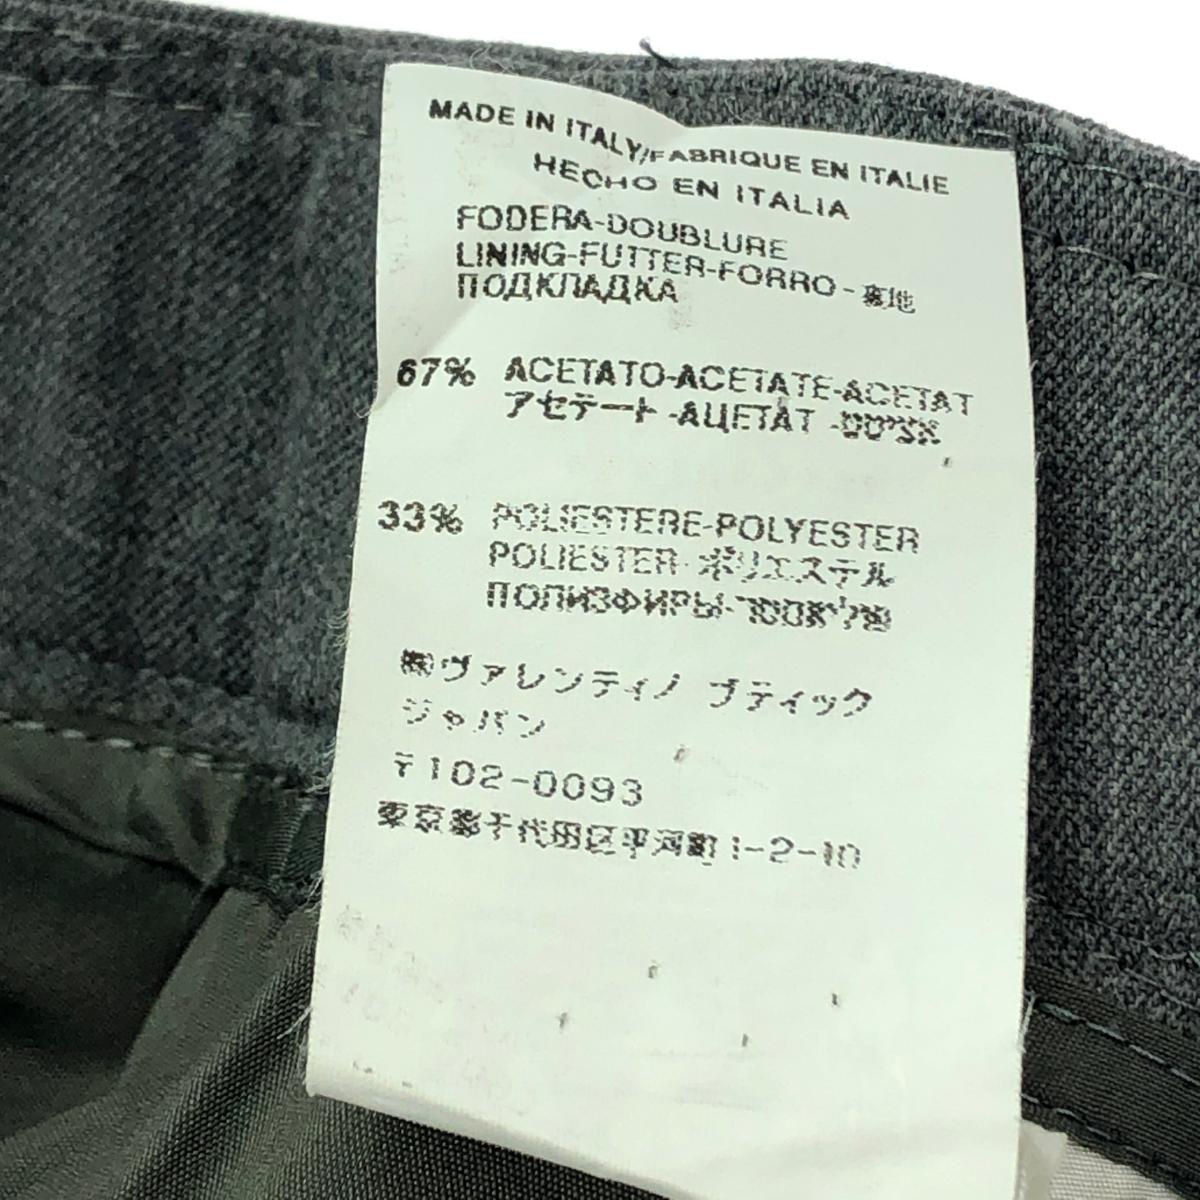 MADE IN ITALY/FABRIQUE EN ITALIE
HECHO EN ITALIA
FODERA-DOUBLURE
LINING-FUTTER-FORRO-裏地
ПОДКЛАДКА
67% ACETATO-ACETATE-ACETAT
アセテート-АЦЕТАТ
33% POLIESTERE-POLYESTER
POLIESTER-ポリエステル
ПОЛИЭФИРЫ
㈱ヴァレンティノ ブティック
ジャパン
〒102-0093
東京都千代田区平河町1-2-10